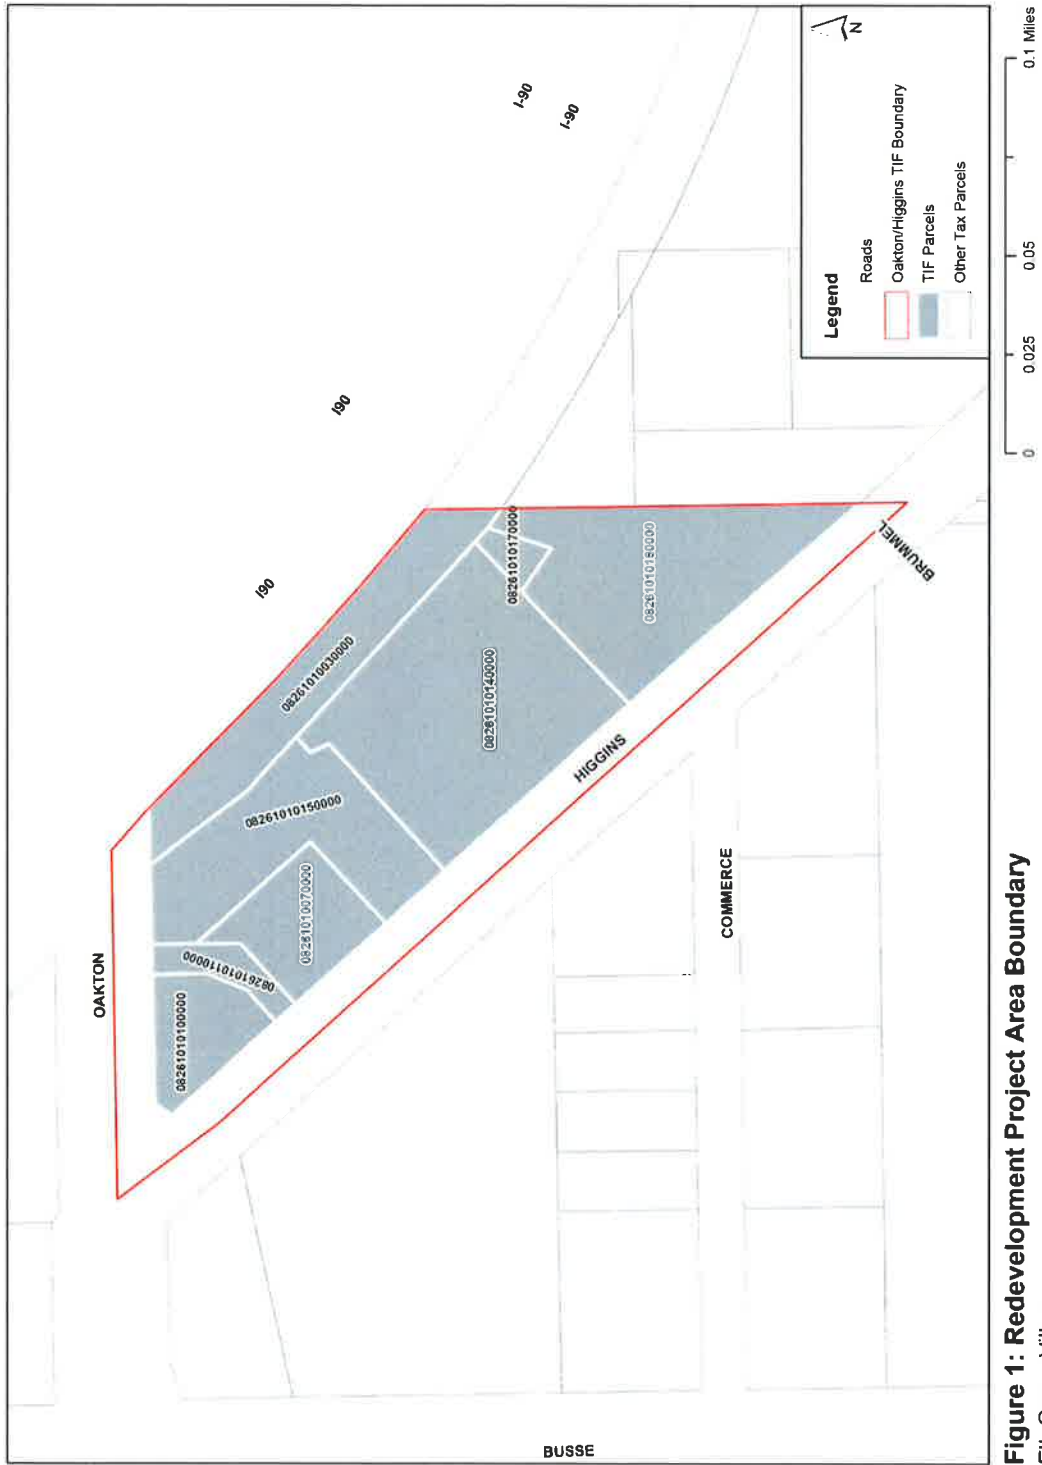 OAKTON
I90
I90
I-90
I-90
08261010100000
08261010110000
08261010070000
08261010150000
08261010030000
08261010140000
08261010170000
08261010180000
HIGGINS
BRUMMEL
COMMERCE
BUSSE
N
Legend
Roads
Oakton/Higgins TIF Boundary
TIF Parcels
Other Tax Parcels
0 0.025 0.05 0.1 Miles
Figure 1: Redevelopment Project Area Boundary